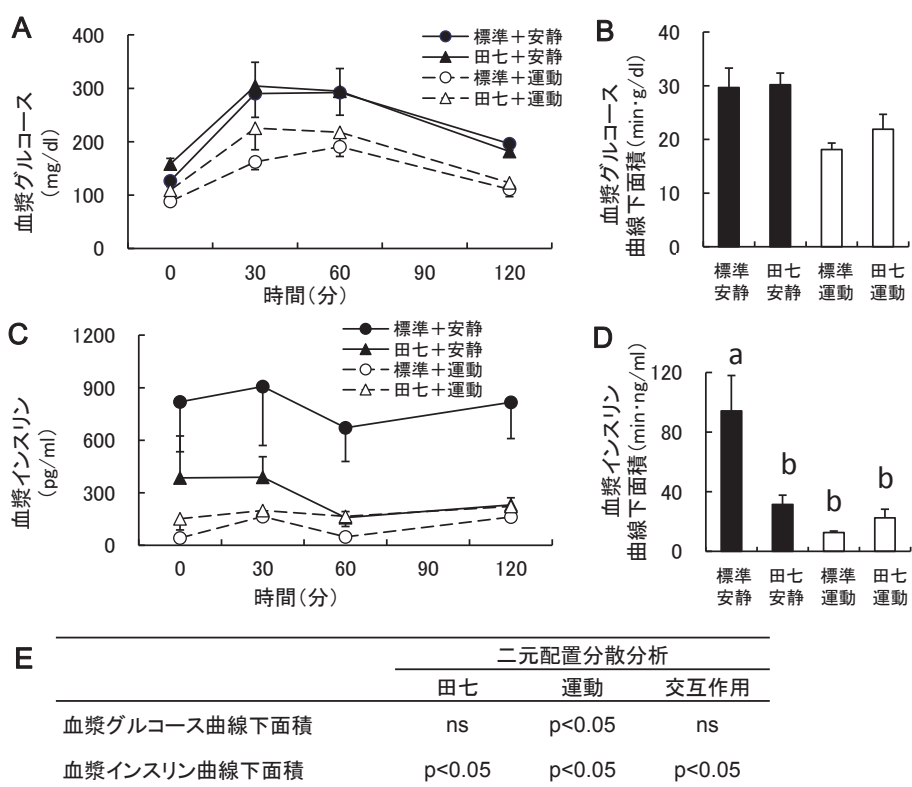 A
標準＋安静
田七＋安静
標準＋運動
田七＋運動
血漿グルコース
(mg/dl)
400
300
200
100
0
0 30 60 90 120
時間（分）
B
血漿グルコース
曲線下面積（min･g/dl)
40
30
20
10
0
標準 田七 標準 田七
安静 安静 運動 運動
C
標準＋安静
田七＋安静
標準＋運動
田七＋運動
血漿インスリン
(pg/ml)
1200
900
600
300
0
0 30 60 90 120
時間（分）
D
血漿インスリン
曲線下面積（min･ng/ml)
120
80
40
0
a
b
b
b
標準 田七 標準 田七
安静 安静 運動 運動
E
二元配置分散分析
田七 運動 交互作用
血漿グルコース曲線下面積 ns p<0.05 ns
血漿インスリン曲線下面積 p<0.05 p<0.05 p<0.05